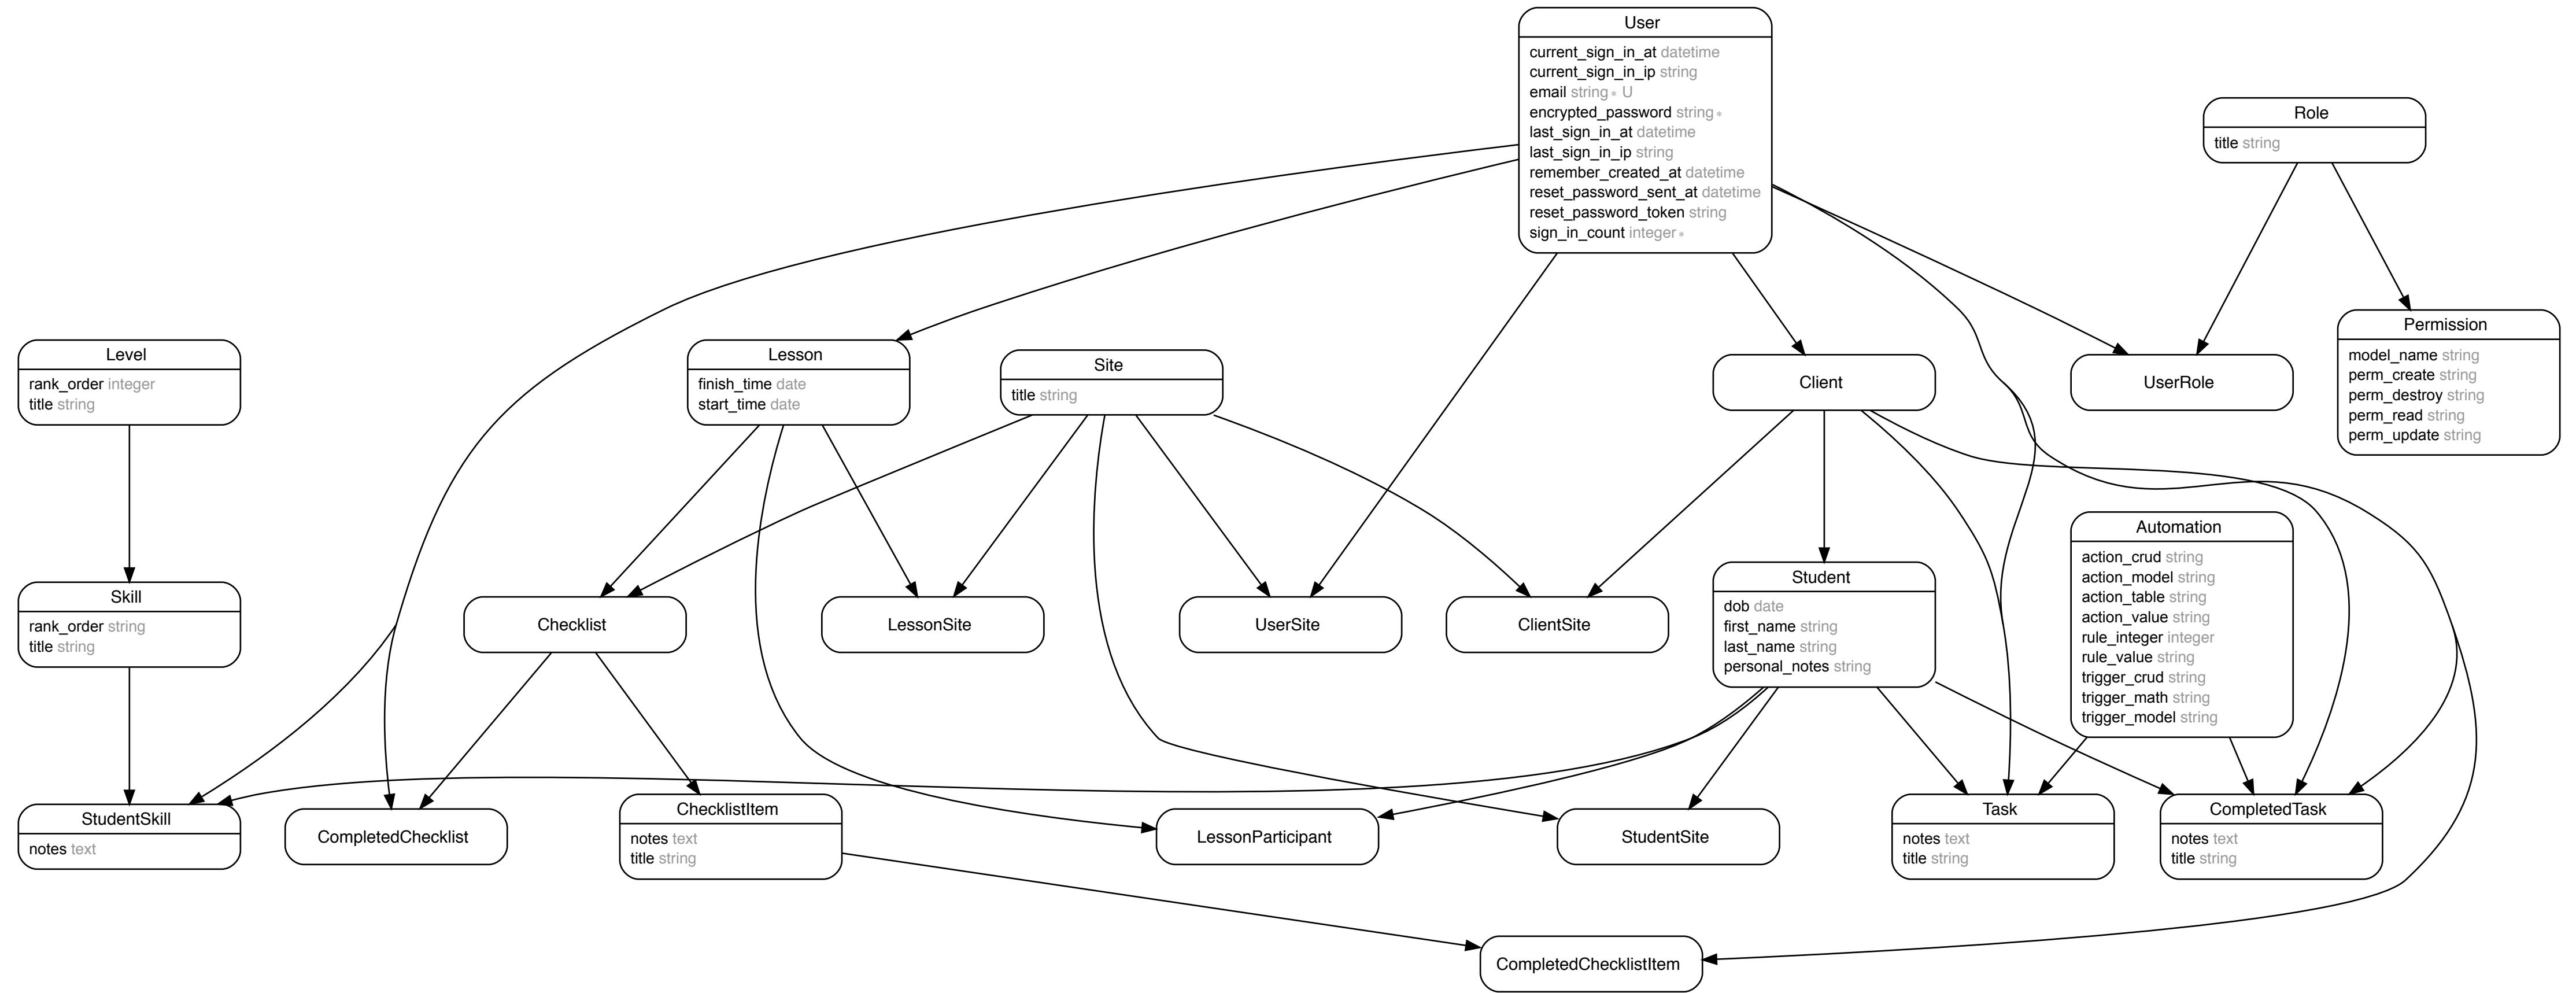 User
current_sign_in_at datetime
current_sign_in_ip string
email string * U
encrypted_password string *
last_sign_in_at datetime
last_sign_in_ip string
remember_created_at datetime
reset_password_sent_at datetime
reset_password_token string
sign_in_count integer *
Role
title string
Permission
model_name string
perm_create string
perm_destroy string
perm_read string
perm_update string
Level
rank_order integer
title string
Lesson
finish_time date
start_time date
Site
title string
Client
UserRole
Automation
action_crud string
action_model string
action_table string
action_value string
rule_integer integer
rule_value string
trigger_crud string
trigger_math string
trigger_model string
Skill
rank_order string
title string
Checklist
LessonSite
UserSite
ClientSite
Student
dob date
first_name string
last_name string
personal_notes string
StudentSkill
notes text
CompletedChecklist
ChecklistItem
notes text
title string
LessonParticipant
StudentSite
Task
notes text
title string
CompletedTask
notes text
title string
CompletedChecklistItem